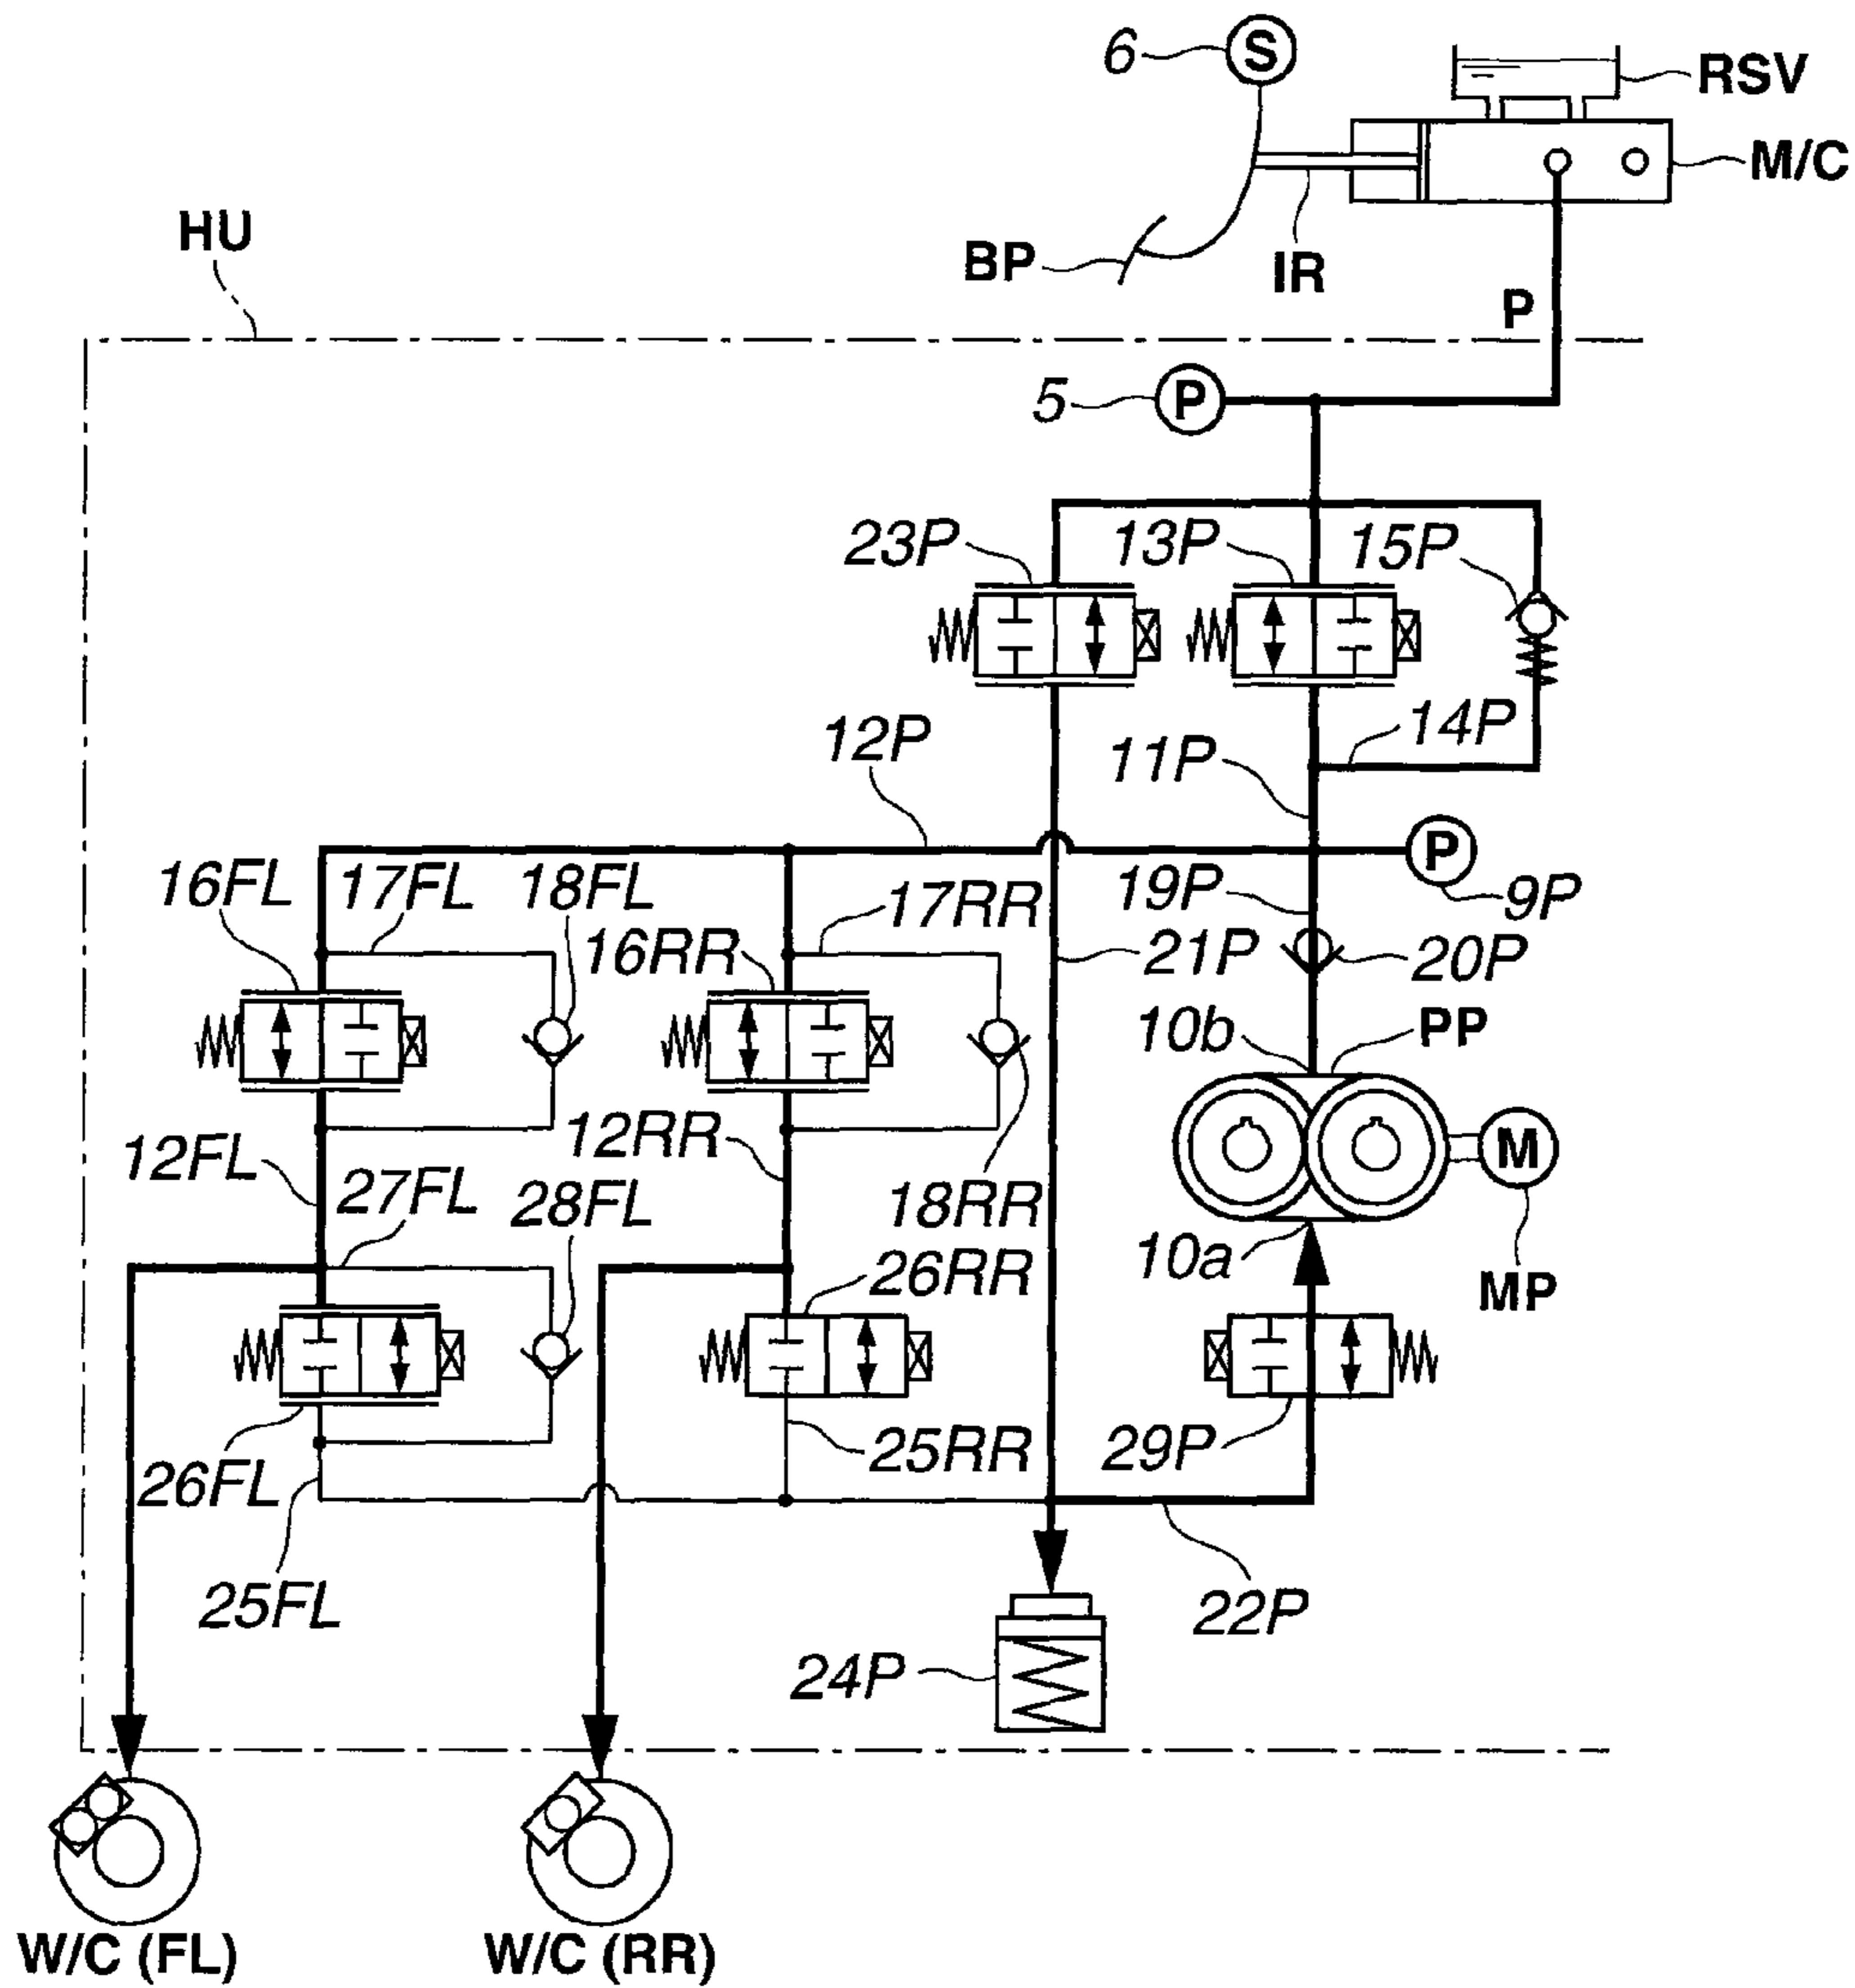 6
S
RSV
M/C
HU
BP
IR
P
5
P
23P
13P
15P
12P
11P
14P
P
16FL
17FL
18FL
17RR
19P
9P
16RR
21P
20P
10b
PP
12FL
12RR
M
27FL
28FL
18RR
10a
26RR
MP
26FL
25RR
29P
25FL
22P
24P
W/C (FL)
W/C (RR)